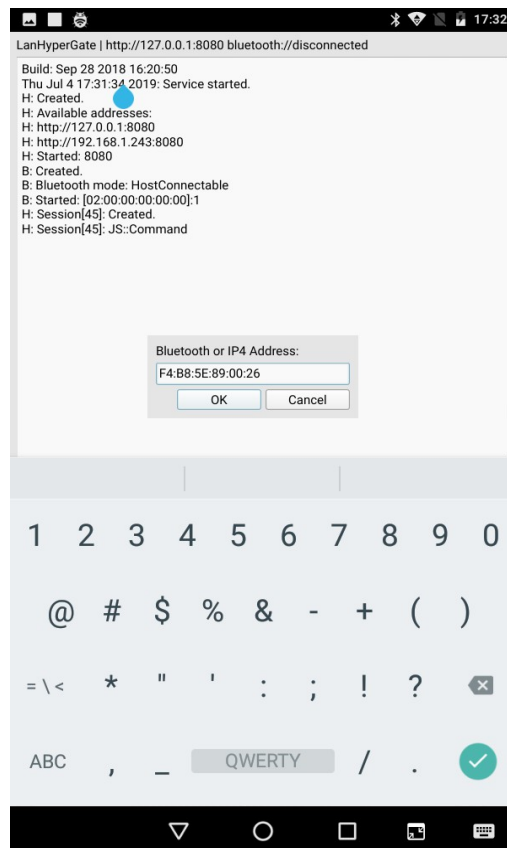 17:32
LanHyperGate | http://127.0.0.1:8080 bluetooth://disconnected
Build: Sep 28 2018 16:20:50
Thu Jul 4 17:31:34 2019: Service started.
H: Created.
H: Available addresses:
H: http://127.0.0.1:8080
H: http://192.168.1.243:8080
H: Started: 8080
B: Created.
B: Bluetooth mode: HostConnectable
B: Started: [02:00:00:00:00:00]:1
H: Session[45]: Created.
H: Session[45]: JS::Command
Bluetooth or IP4 Address:
F4:B8:5E:89:00:26
OK Cancel
1 2 3 4 5 6 7 8 9 0
@ # $ % & - + ( )
= \ < * " ' : ; ! ?
ABC , _ QWERTY / .